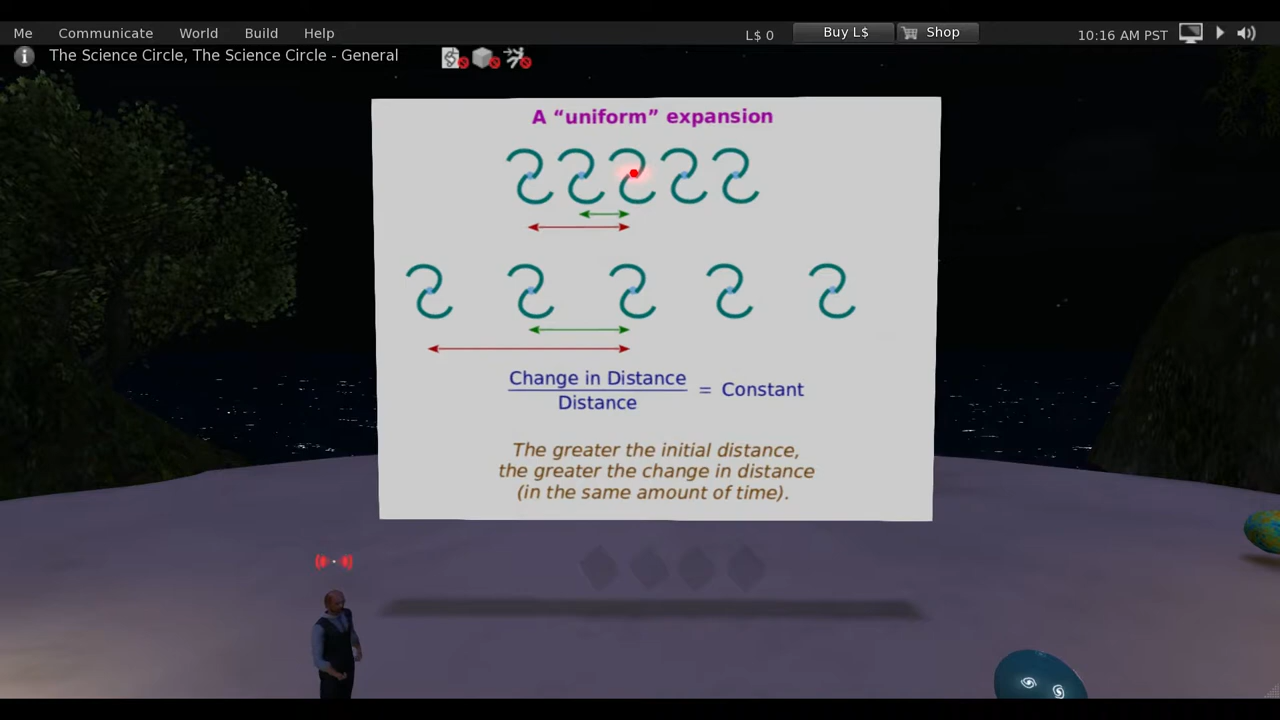 Me Communicate World Build Help L$ 0 Buy L$ Shop 10:16 AM PST
The Science Circle, The Science Circle - General
A “uniform” expansion
Change in Distance
= Constant
Distance
The greater the initial distance,
the greater the change in distance
(in the same amount of time).